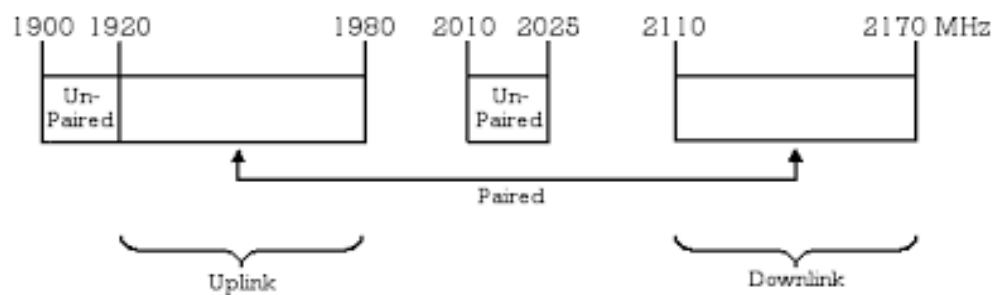 1900 1920 1980 2010 2025 2110 2170 MHz
Un-
Paired
Un-
Paired
Paired
Uplink
Downlink